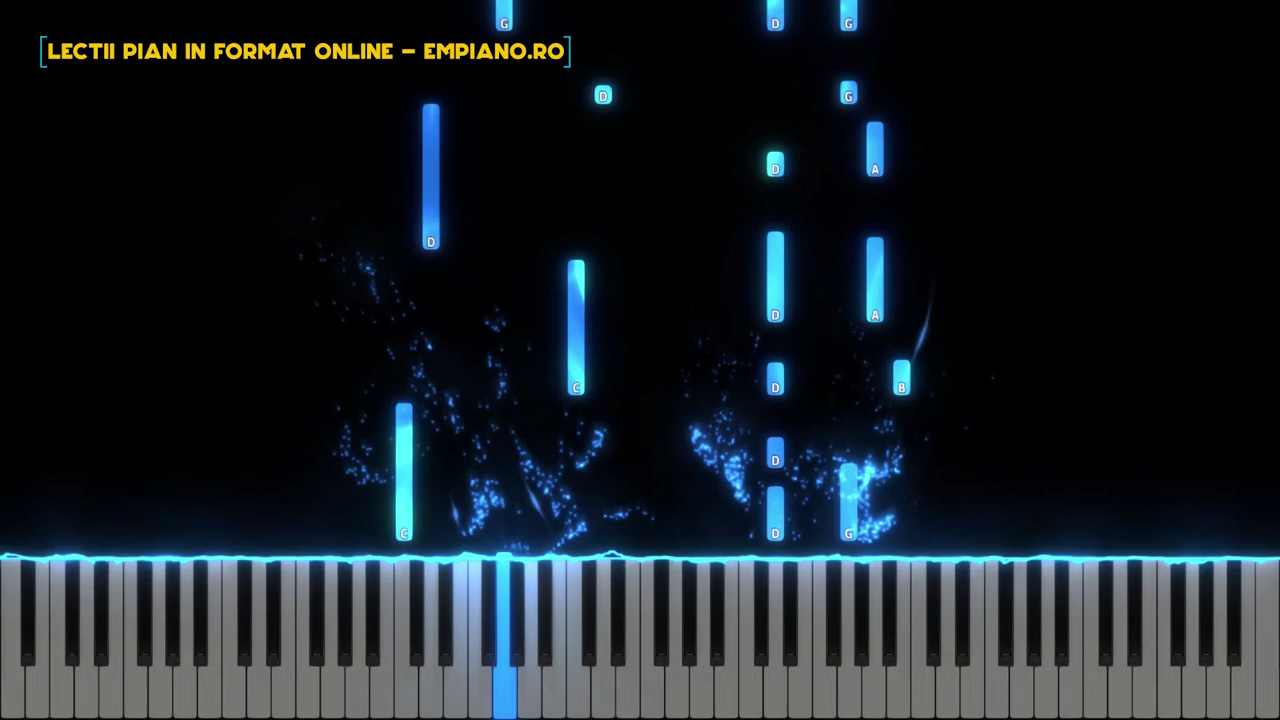 G D G
[LECTII PIAN IN FORMAT ONLINE – EMPIANO.RO]
D G
D A
D
D A
C D B
D
C D G